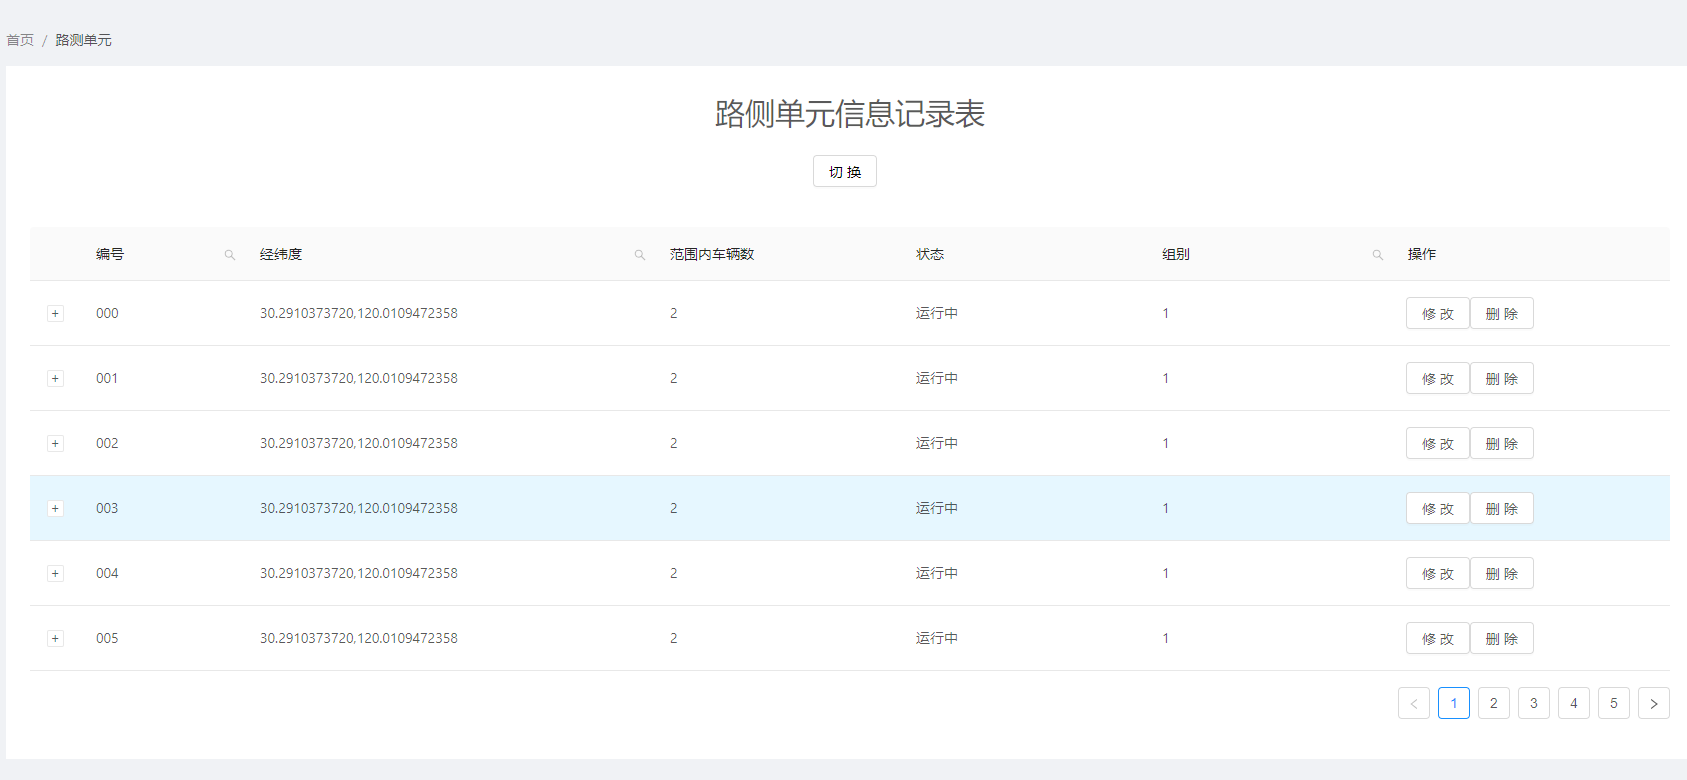 首页 / 路测单元
路侧单元信息记录表
切 换
编号 经纬度 范围内车辆数 状态 组别 操作
+ 000 30.2910373720,120.0109472358 2 运行中 1 修 改 删 除
+ 001 30.2910373720,120.0109472358 2 运行中 1 修 改 删 除
+ 002 30.2910373720,120.0109472358 2 运行中 1 修 改 删 除
+ 003 30.2910373720,120.0109472358 2 运行中 1 修 改 删 除
+ 004 30.2910373720,120.0109472358 2 运行中 1 修 改 删 除
+ 005 30.2910373720,120.0109472358 2 运行中 1 修 改 删 除
< 1 2 3 4 5 >